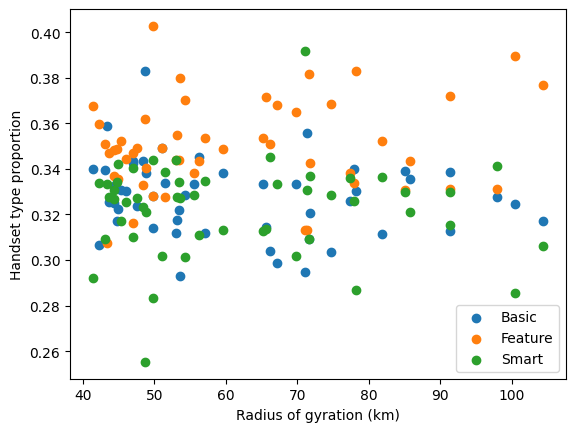 0.40
0.38
0.36
0.34
0.32
0.30
0.28
0.26
Handset type proportion
40 50 60 70 80 90 100
Radius of gyration (km)
Basic
Feature
Smart